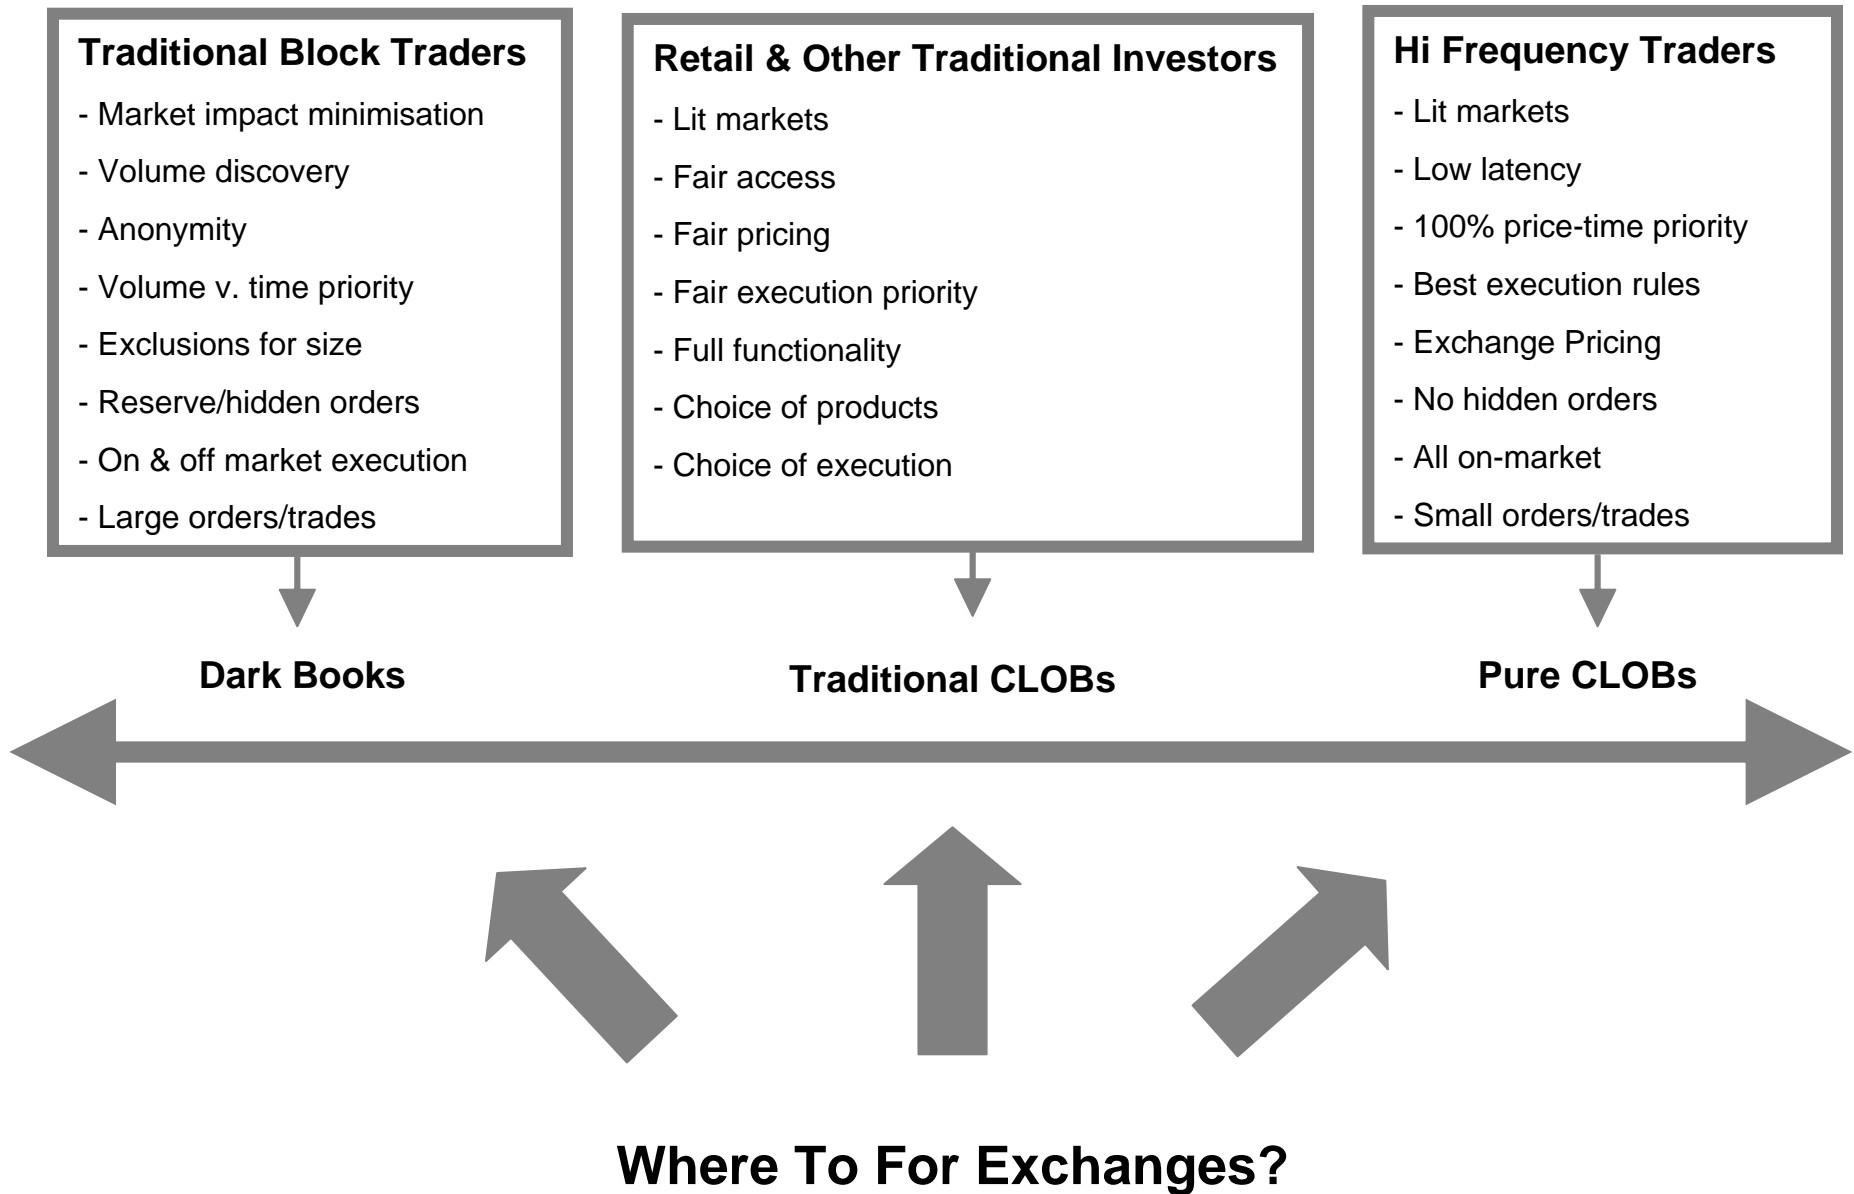 Traditional Block Traders
- Market impact minimisation
- Volume discovery
- Anonymity
- Volume v. time priority
- Exclusions for size
- Reserve/hidden orders
- On & off market execution
- Large orders/trades
Retail & Other Traditional Investors
- Lit markets
- Fair access
- Fair pricing
- Fair execution priority
- Full functionality
- Choice of products
- Choice of execution
Hi Frequency Traders
- Lit markets
- Low latency
- 100% price-time priority
- Best execution rules
- Exchange Pricing
- No hidden orders
- All on-market
- Small orders/trades
Dark Books
Traditional CLOBs
Pure CLOBs
Where To For Exchanges?